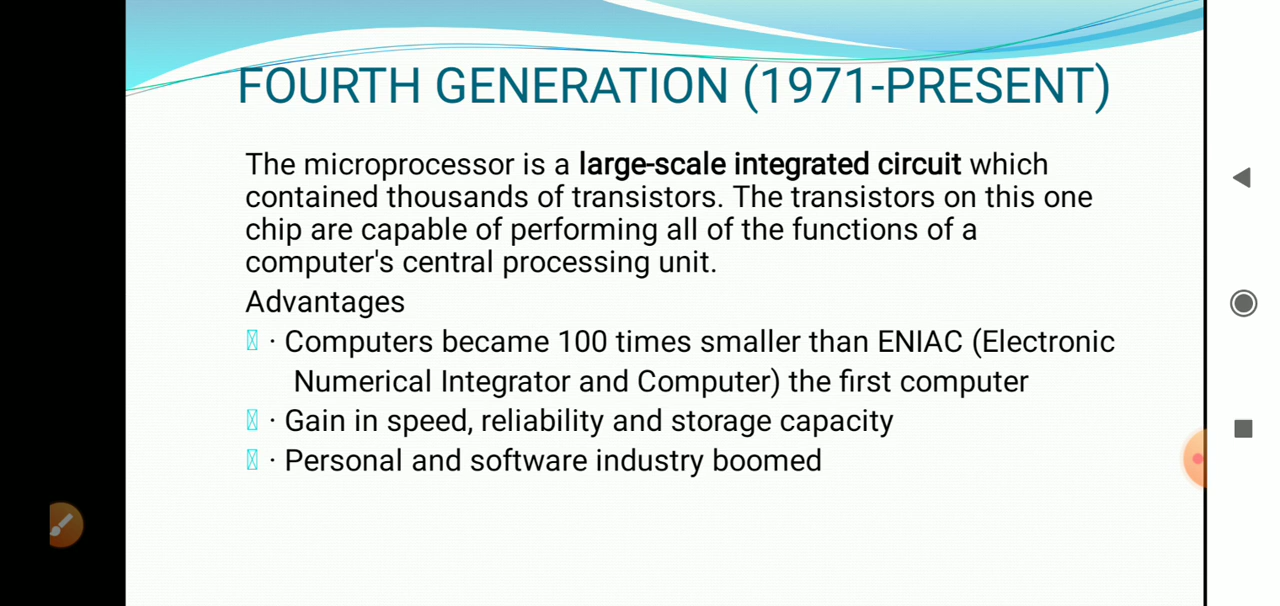 FOURTH GENERATION (1971-PRESENT)
The microprocessor is a large-scale integrated circuit which
contained thousands of transistors. The transistors on this one
chip are capable of performing all of the functions of a
computer's central processing unit.
Advantages
· Computers became 100 times smaller than ENIAC (Electronic
Numerical Integrator and Computer) the first computer
· Gain in speed, reliability and storage capacity
· Personal and software industry boomed